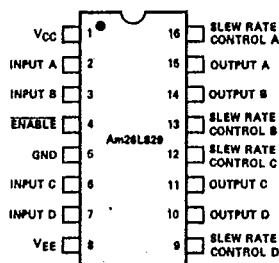 VCC 1 16 SLEW RATE CONTROL A
INPUT A 2 15 OUTPUT A
INPUT B 3 14 OUTPUT B
ENABLE 4 13 SLEW RATE CONTROL B
Am26LS29
GND 5 12 SLEW RATE CONTROL C
INPUT C 6 11 OUTPUT C
INPUT D 7 10 OUTPUT D
VEE 8 9 SLEW RATE CONTROL D